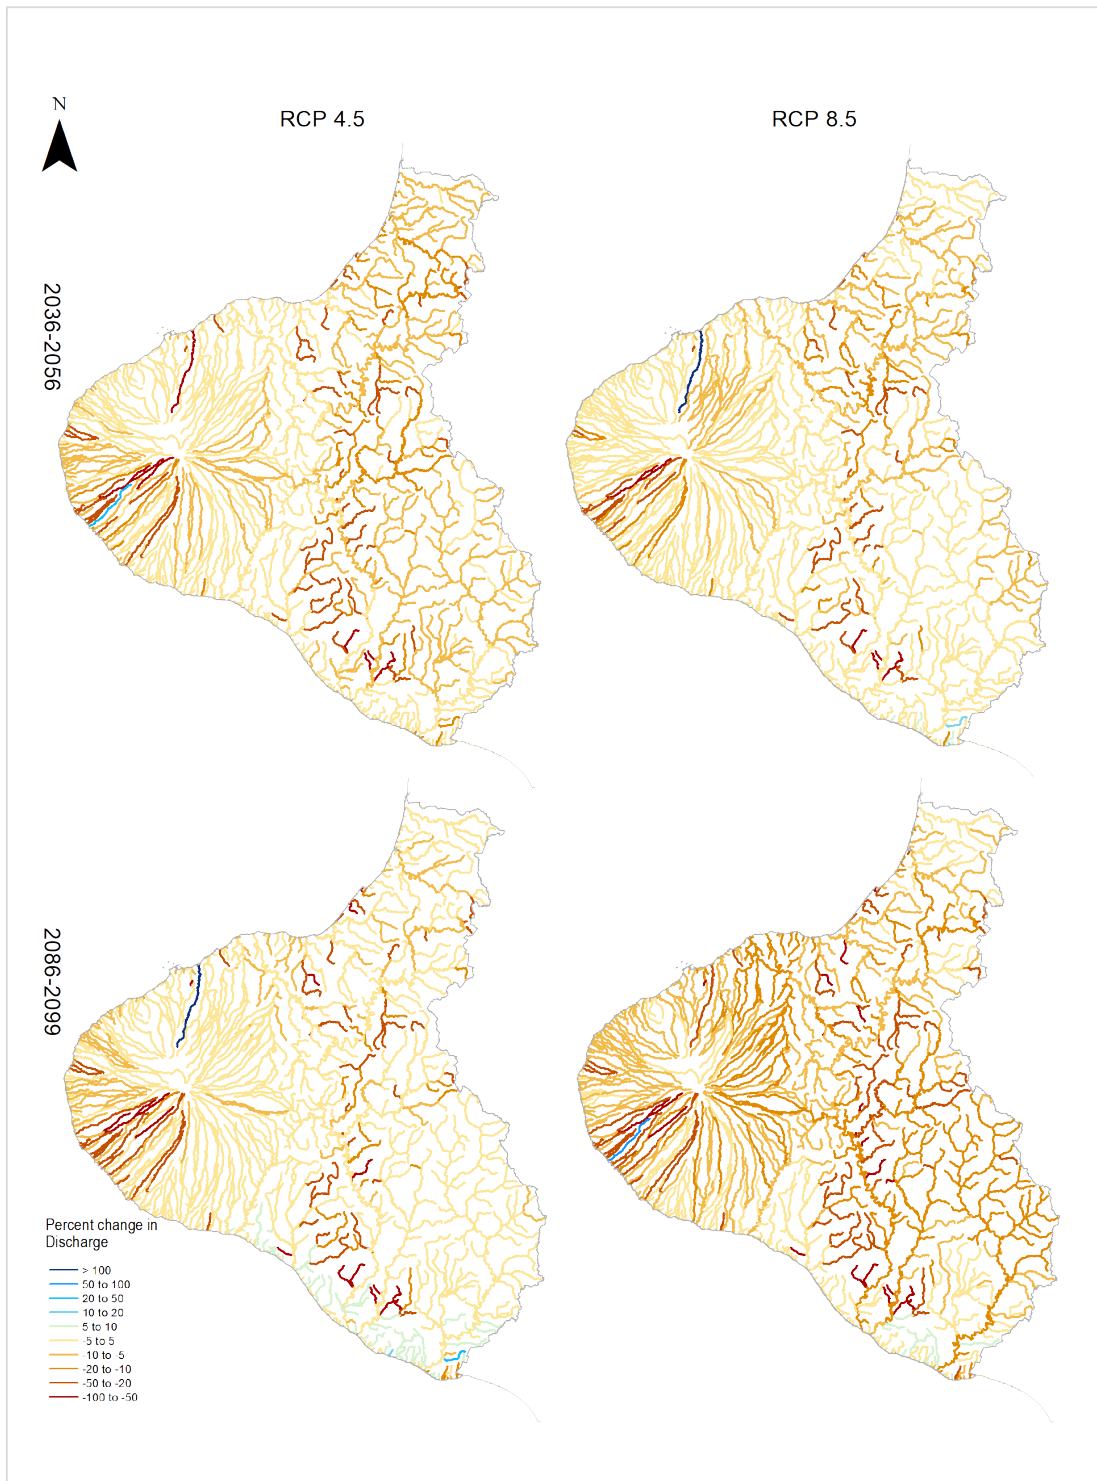 N
RCP 4.5
RCP 8.5
2036-2056
2086-2099
Percent change in
Discharge
> 100
50 to 100
20 to 50
10 to 20
5 to 10
-5 to 5
-10 to -5
-20 to -10
-50 to -20
-100 to -50